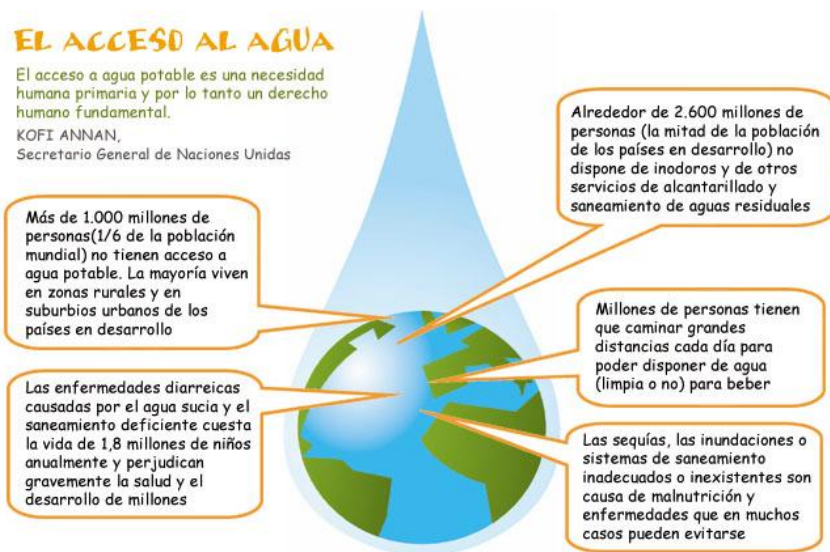 EL ACCESO AL AGUA
El acceso a agua potable es una necesidad
humana primaria y por lo tanto un derecho
humano fundamental.
KOFI ANNAN,
Secretario General de Naciones Unidas
Más de 1.000 millones de
personas(1/6 de la población
mundial) no tienen acceso a
agua potable. La mayoría viven
en zonas rurales y en
suburbios urbanos de los
países en desarrollo
Las enfermedades diarreicas
causadas por el agua sucia y el
saneamiento deficiente cuesta
la vida de 1,8 millones de niños
anualmente y perjudican
gravemente la salud y el
desarrollo de millones
Alrededor de 2.600 millones de
personas (la mitad de la población
de los países en desarrollo) no
dispone de inodoros y de otros
servicios de alcantarillado y
saneamiento de aguas residuales
Millones de personas tienen
que caminar grandes
distancias cada día para
poder disponer de agua
(limpia o no) para beber
Las sequías, las inundaciones o
sistemas de saneamiento
inadecuados o inexistentes son
causa de malnutrición y
enfermedades que en muchos
casos pueden evitarse